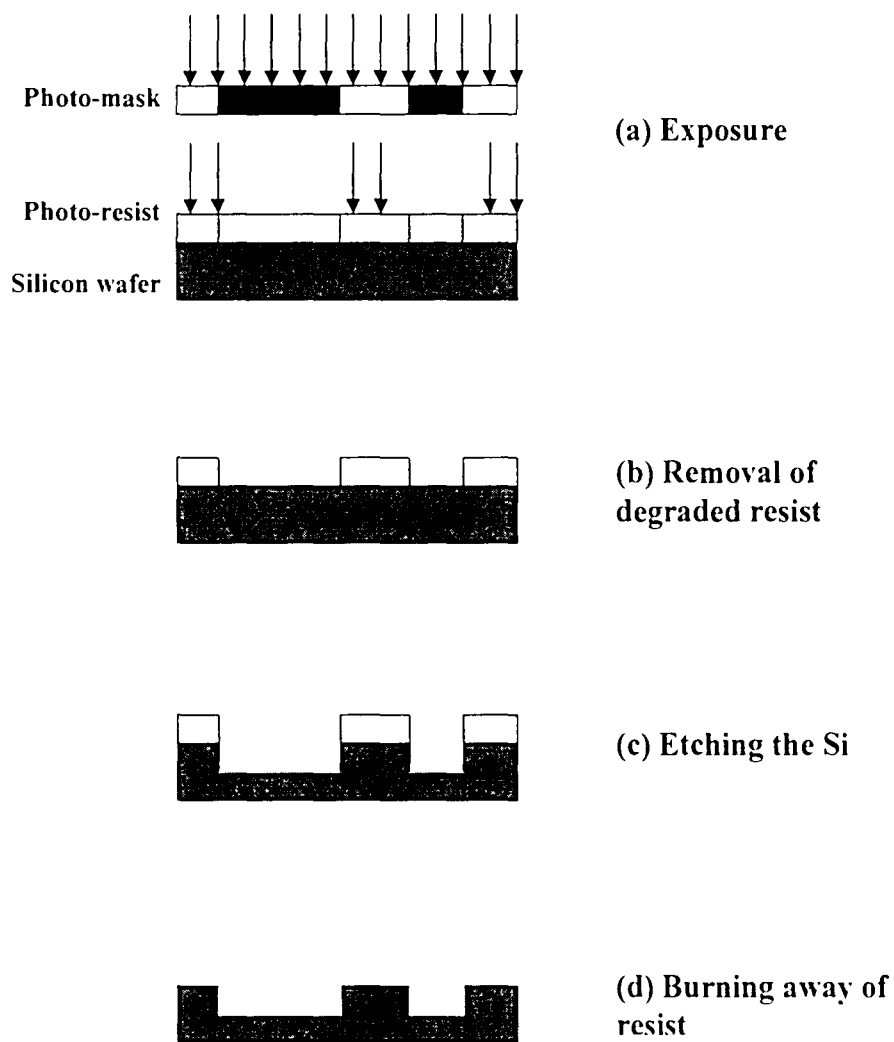 Photo-mask
(a) Exposure
Photo-resist
Silicon wafer
(b) Removal of
degraded resist
(c) Etching the Si
(d) Burning away of
resist